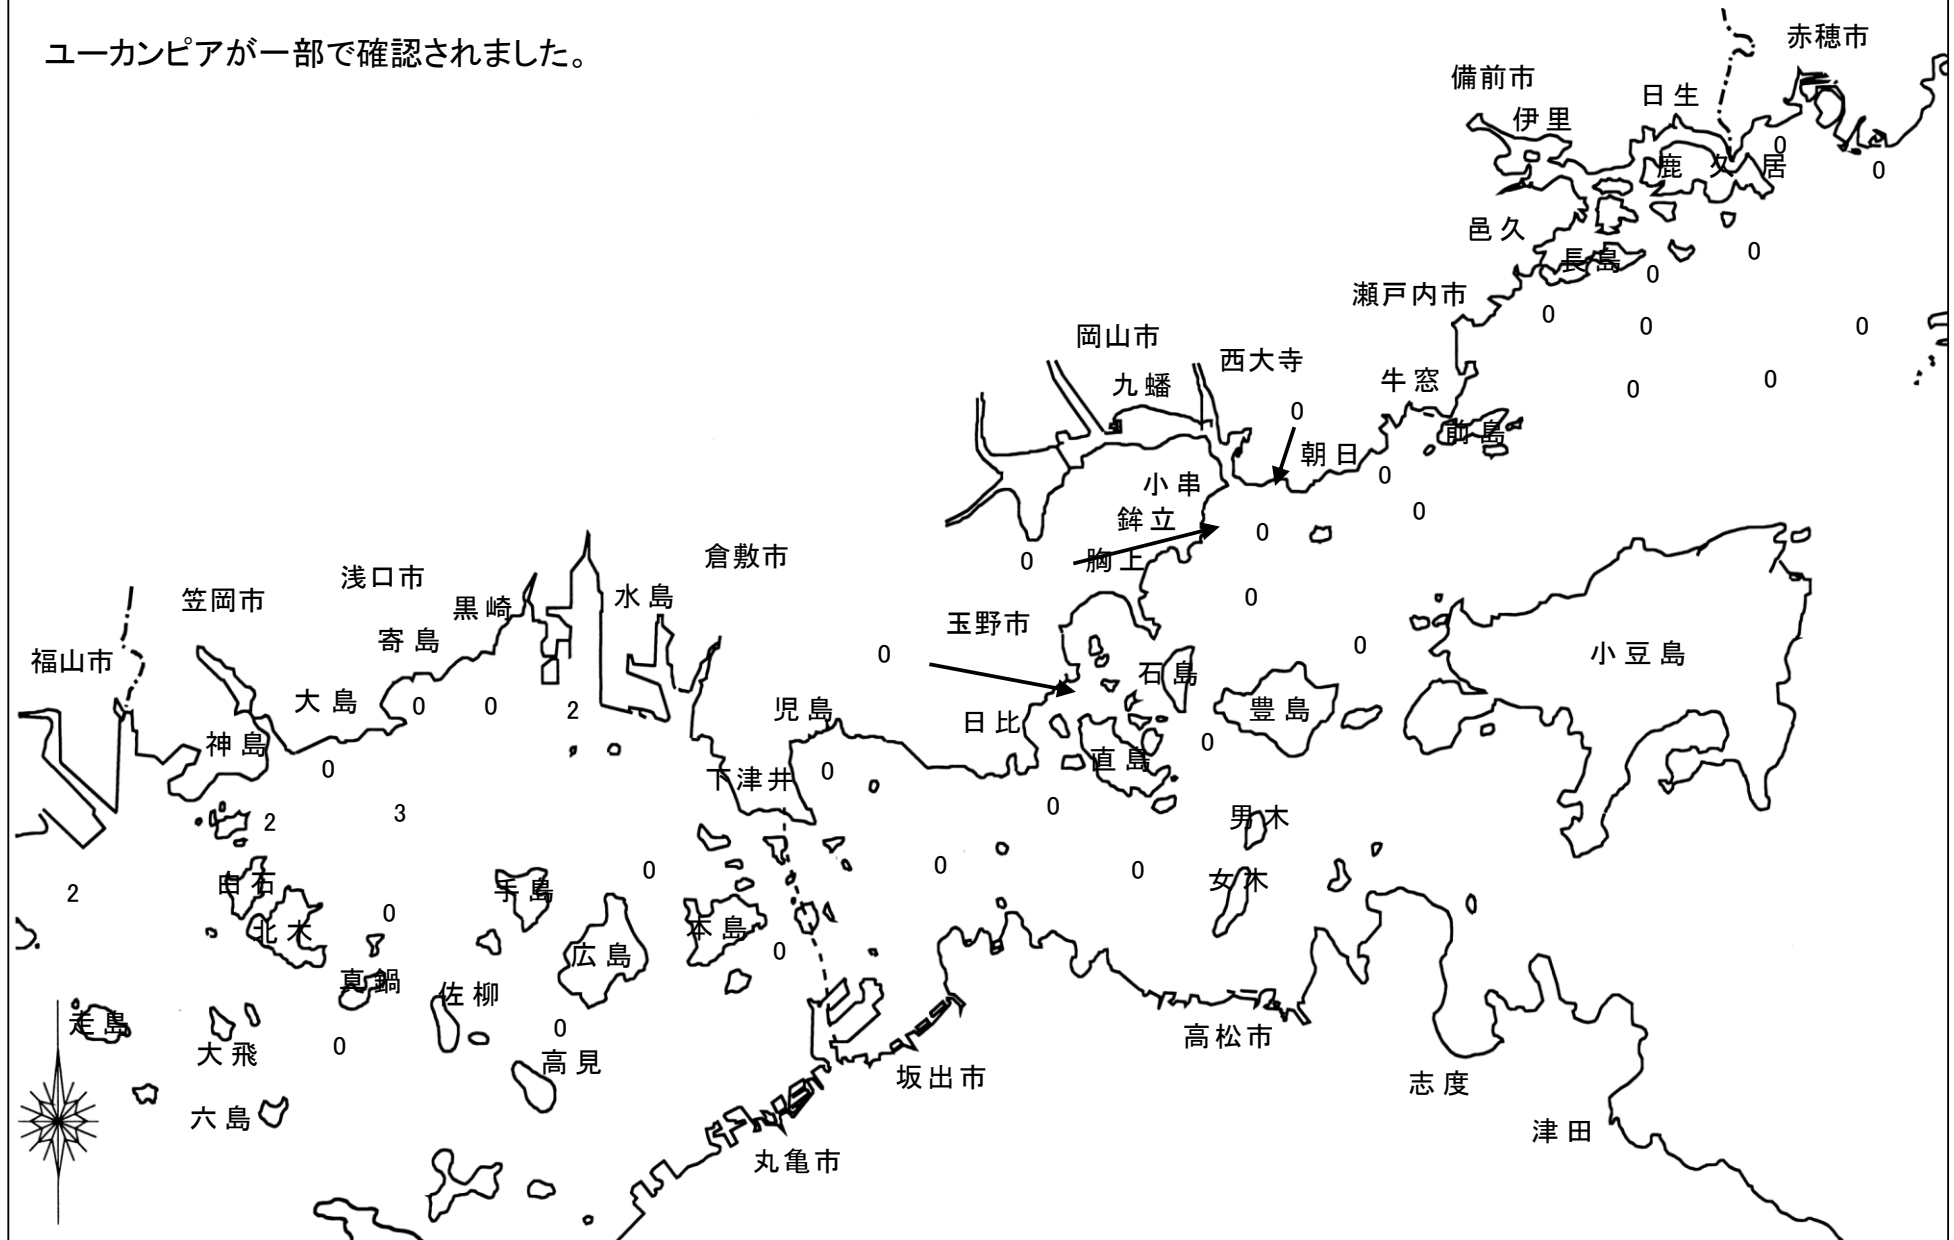 ユーカンピアが一部で確認されました。
赤穂市
備前市
日生
伊里
0
鹿久居
0
邑久
0
長島
0
瀬戸内市
0
0
0
岡山市
西大寺
0
九蟠
牛窓
0
0
前島
朝日
0
小串
0
鉾立
0
胸上
0
倉敷市
浅口市
笠岡市
水島
0
黒崎
玉野市
寄島
0
0
小豆島
福山市
石島
大島
0
0
2
児島
日比
豊島
神島
0
直島
0
下津井
0
0
2
3
男木
0
0
0
女木
2
白石
手島
0
北木
本島
0
広島
真鍋
佐柳
走島
0
高松市
大飛
0
高見
坂出市
志度
六島
津田
丸亀市